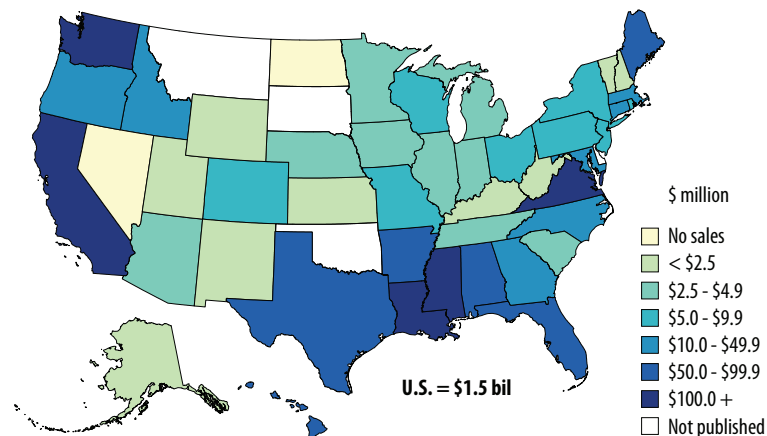 $ million
No sales
< $2.5
$2.5 - $4.9
$5.0 - $9.9
$10.0 - $49.9
$50.0 - $99.9
$100.0 +
Not published
U.S. = $1.5 bil